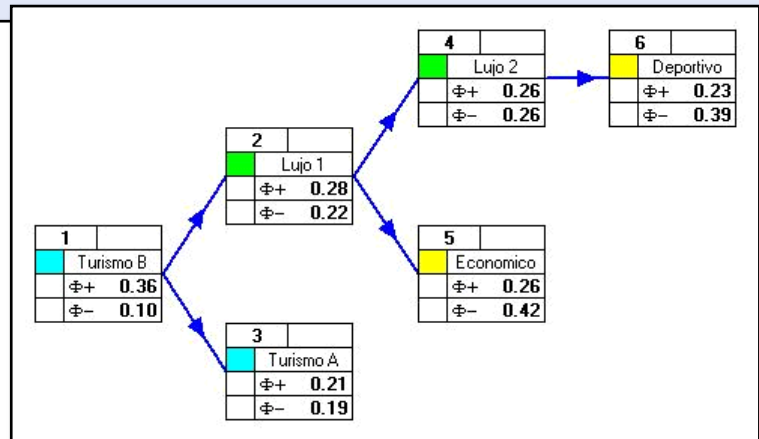 1
Turismo B
Φ+ 0.36
Φ− 0.10
2
Lujo 1
Φ+ 0.28
Φ− 0.22
3
Turismo A
Φ+ 0.21
Φ− 0.19
4
Lujo 2
Φ+ 0.26
Φ− 0.26
5
Economico
Φ+ 0.26
Φ− 0.42
6
Deportivo
Φ+ 0.23
Φ− 0.39